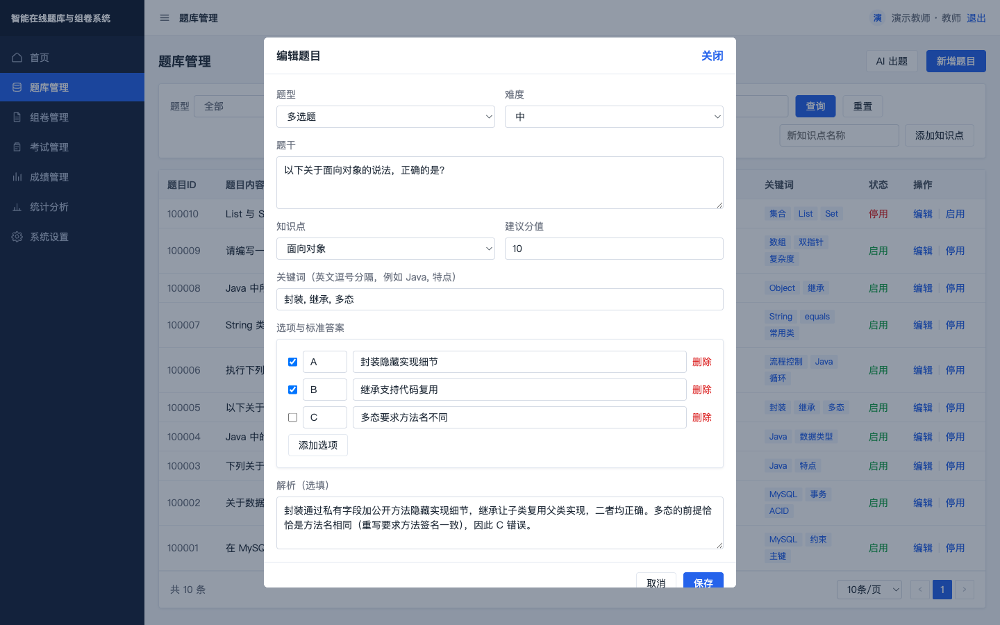 智能在线题库与组卷系统
题库管理
演 演示教师 · 教师 退出
首页
题库管理
组卷管理
考试管理
成绩管理
统计分析
系统设置
题库管理
AI 出题
新增题目
题型 全部
查询
重置
新知识点名称
添加知识点
题目ID 题目内容 关键词 状态 操作
100010 List 与 S 集合 List Set 停用 编辑 启用
100009 请编写一 数组 双指针 复杂度 启用 编辑 停用
100008 Java 中 Object 继承 启用 编辑 停用
100007 String 类 String equals 常用类 启用 编辑 停用
100006 执行下列 流程控制 Java 循环 启用 编辑 停用
100005 以下关于 封装 继承 多态 启用 编辑 停用
100004 Java 中的 Java 数据类型 启用 编辑 停用
100003 下列关于 Java 特点 启用 编辑 停用
100002 关于数据 MySQL 事务 ACID 启用 编辑 停用
100001 在 MySQ MySQL 约束 主键 启用 编辑 停用
共 10 条
10条/页
1
编辑题目
关闭
题型 难度
多选题 中
题干
以下关于面向对象的说法，正确的是?
知识点 建议分值
面向对象 10
关键词（英文逗号分隔，例如 Java, 特点）
封装, 继承, 多态
选项与标准答案
A 封装隐藏实现细节 删除
B 继承支持代码复用 删除
C 多态要求方法名不同 删除
添加选项
解析（选填）
封装通过私有字段加公开方法隐藏实现细节，继承让子类复用父类实现，二者均正确。多态的前提恰
恰是方法名相同（重写要求方法签名一致），因此 C 错误。
取消 保存